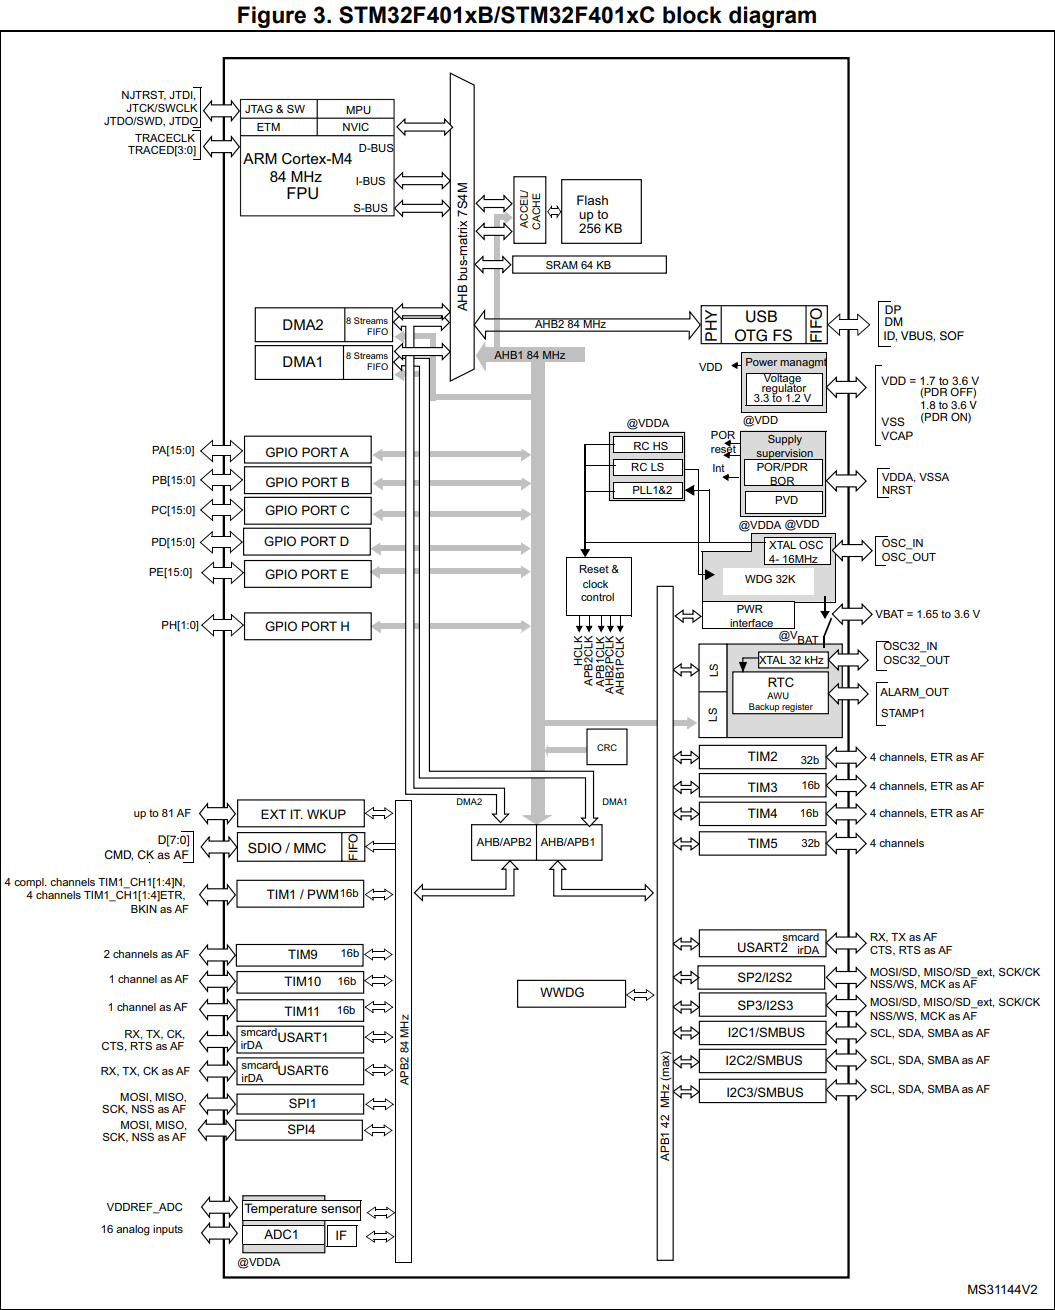 Figure 3. STM32F401xB/STM32F401xC block diagram
NJTRST, JTDI,
JTCK/SWCLK
JTDO/SWD, JTDO
TRACECLK
TRACED[3:0]
JTAG & SW
MPU
ETM
NVIC
D-BUS
ARM Cortex-M4
84 MHz
FPU
I-BUS
S-BUS
AHB bus-matrix 7S4M
ACCEL/
CACHE
Flash
up to
256 KB
SRAM 64 KB
DMA2
8 Streams
FIFO
DMA1
8 Streams
FIFO
AHB2 84 MHz
AHB1 84 MHz
PHY
USB
OTG FS
FIFO
DP
DM
ID, VBUS, SOF
VDD
Power managmt
Voltage
regulator
3.3 to 1.2 V
@VDD
VDD = 1.7 to 3.6 V
(PDR OFF)
1.8 to 3.6 V
(PDR ON)
VSS
VCAP
@VDDA
RC HS
RC LS
PLL1&2
POR
reset
Int
Supply
supervision
POR/PDR
BOR
PVD
VDDA, VSSA
NRST
@VDDA @VDD
XTAL OSC
4- 16MHz
OSC_IN
OSC_OUT
WDG 32K
PWR
interface
@VBAT
VBAT = 1.65 to 3.6 V
PA[15:0]
GPIO PORT A
PB[15:0]
GPIO PORT B
PC[15:0]
GPIO PORT C
PD[15:0]
GPIO PORT D
PE[15:0]
GPIO PORT E
PH[1:0]
GPIO PORT H
Reset &
clock
control
HCLK
APB2CLK
APB1CLK
AHB2PCLK
AHB1PCLK
LS
LS
XTAL 32 kHz
OSC32_IN
OSC32_OUT
RTC
AWU
Backup register
ALARM_OUT
STAMP1
CRC
TIM2
32b
4 channels, ETR as AF
TIM3
16b
4 channels, ETR as AF
TIM4
16b
4 channels, ETR as AF
TIM5
32b
4 channels
DMA2
DMA1
AHB/APB2
AHB/APB1
up to 81 AF
EXT IT. WKUP
D[7:0]
CMD, CK as AF
SDIO / MMC
FIFO
4 compl. channels TIM1_CH1[1:4]N,
4 channels TIM1_CH1[1:4]ETR,
BKIN as AF
TIM1 / PWM
16b
2 channels as AF
TIM9
16b
1 channel as AF
TIM10
16b
1 channel as AF
TIM11
16b
RX, TX, CK,
CTS, RTS as AF
smcard
irDA
USART1
RX, TX, CK as AF
smcard
irDA
USART6
MOSI, MISO,
SCK, NSS as AF
SPI1
MOSI, MISO,
SCK, NSS as AF
SPI4
VDDREF_ADC
Temperature sensor
16 analog inputs
ADC1
IF
@VDDA
APB2 84 MHz
WWDG
APB1 42 MHz (max)
USART2
smcard
irDA
RX, TX as AF
CTS, RTS as AF
SP2/I2S2
MOSI/SD, MISO/SD_ext, SCK/CK
NSS/WS, MCK as AF
SP3/I2S3
MOSI/SD, MISO/SD_ext, SCK/CK
NSS/WS, MCK as AF
I2C1/SMBUS
SCL, SDA, SMBA as AF
I2C2/SMBUS
SCL, SDA, SMBA as AF
I2C3/SMBUS
SCL, SDA, SMBA as AF
MS31144V2